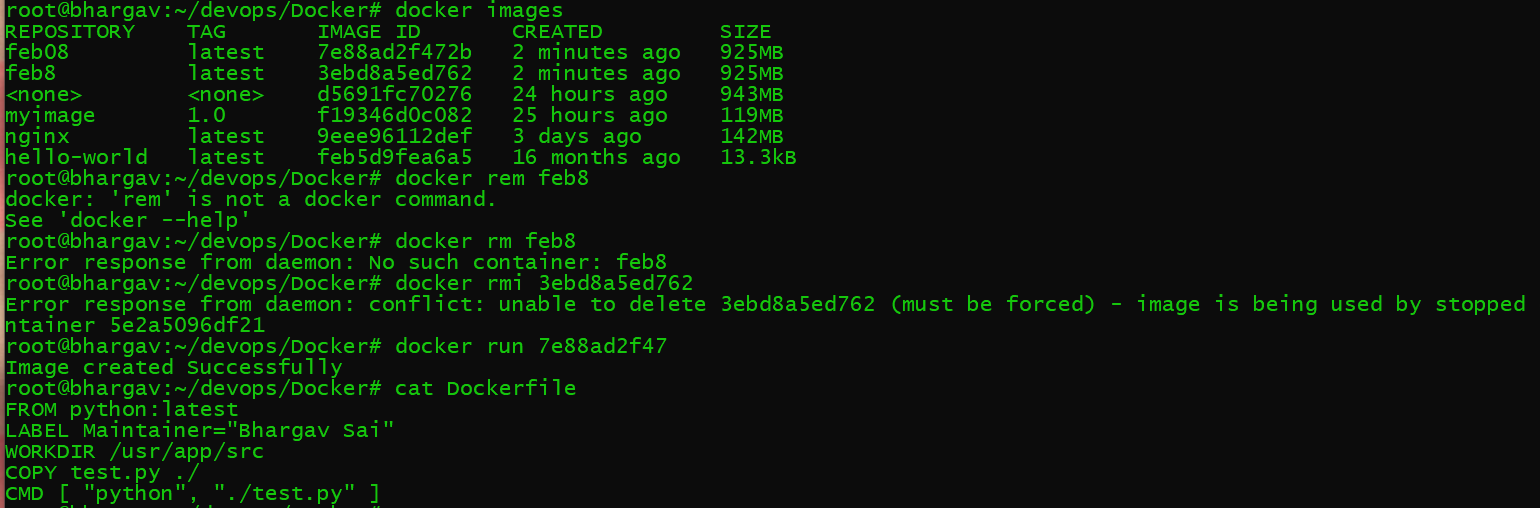 root@bhargav:~/devops/Docker# docker images
REPOSITORY    TAG       IMAGE ID       CREATED         SIZE
feb08         latest    7e88ad2f472b   2 minutes ago   925MB
feb8          latest    3ebd8a5ed762   2 minutes ago   925MB
<none>        <none>    d5691fc70276   24 hours ago    943MB
myimage       1.0       f19346d0c082   25 hours ago    119MB
nginx         latest    9eee96112def   3 days ago      142MB
hello-world   latest    feb5d9fea6a5   16 months ago   13.3kB
root@bhargav:~/devops/Docker# docker rem feb8
docker: 'rem' is not a docker command.
See 'docker --help'
root@bhargav:~/devops/Docker# docker rm feb8
Error response from daemon: No such container: feb8
root@bhargav:~/devops/Docker# docker rmi 3ebd8a5ed762
Error response from daemon: conflict: unable to delete 3ebd8a5ed762 (must be forced) - image is being used by stopped
ntainer 5e2a5096df21
root@bhargav:~/devops/Docker# docker run 7e88ad2f47
Image created Successfully
root@bhargav:~/devops/Docker# cat Dockerfile
FROM python:latest
LABEL Maintainer="Bhargav Sai"
WORKDIR /usr/app/src
COPY test.py ./
CMD [ "python", "./test.py" ]